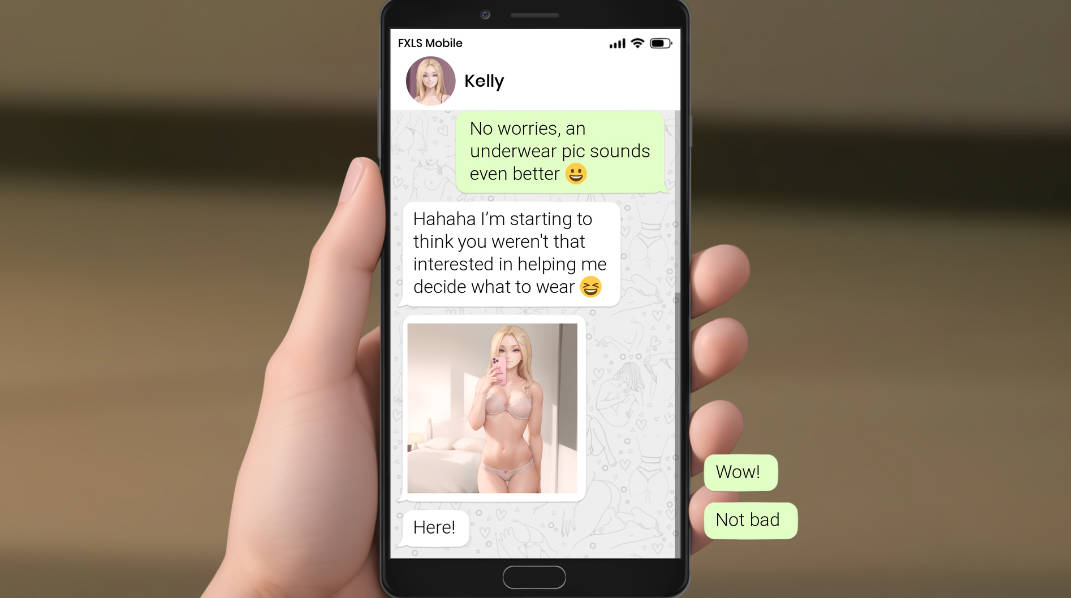 FXLS Mobile
Kelly
No worries, an
underwear pic sounds
even better 😀
Hahaha I’m starting to
think you weren't that
interested in helping me
decide what to wear 😆
Here!
Wow!
Not bad